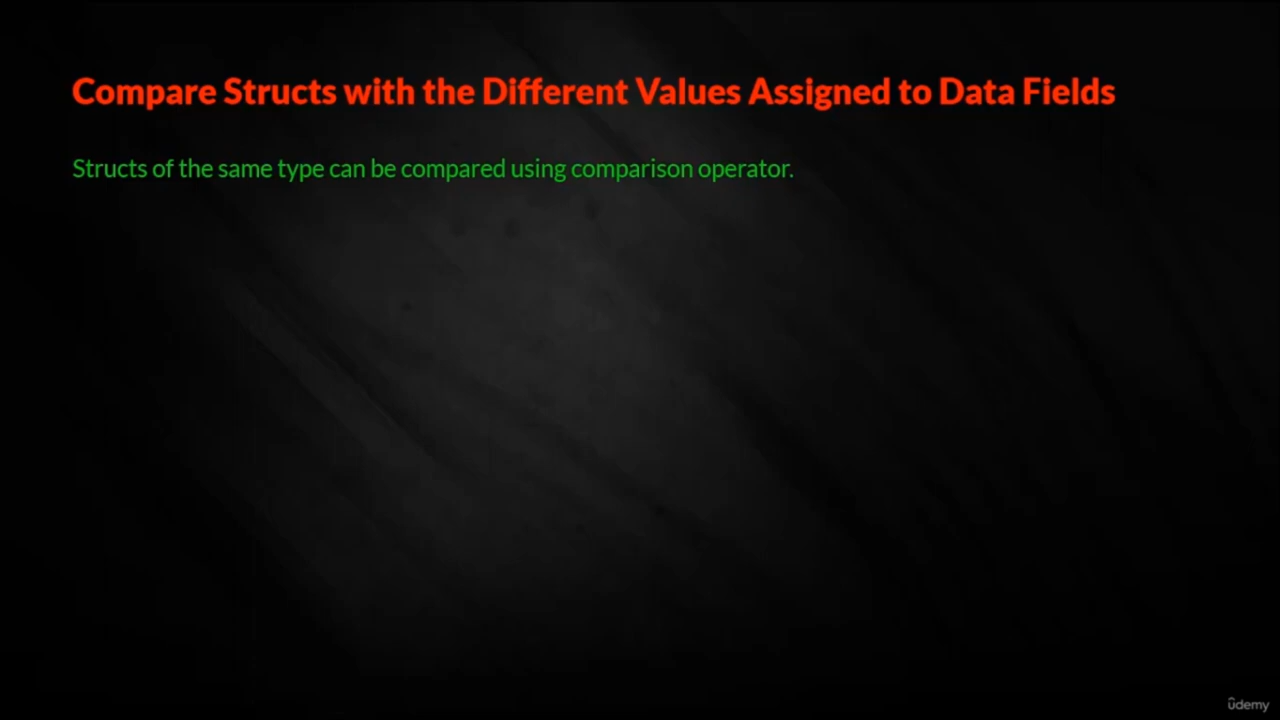 Compare Structs with the Different Values Assigned to Data Fields
Structs of the same type can be compared using comparison operator.
ûdemy